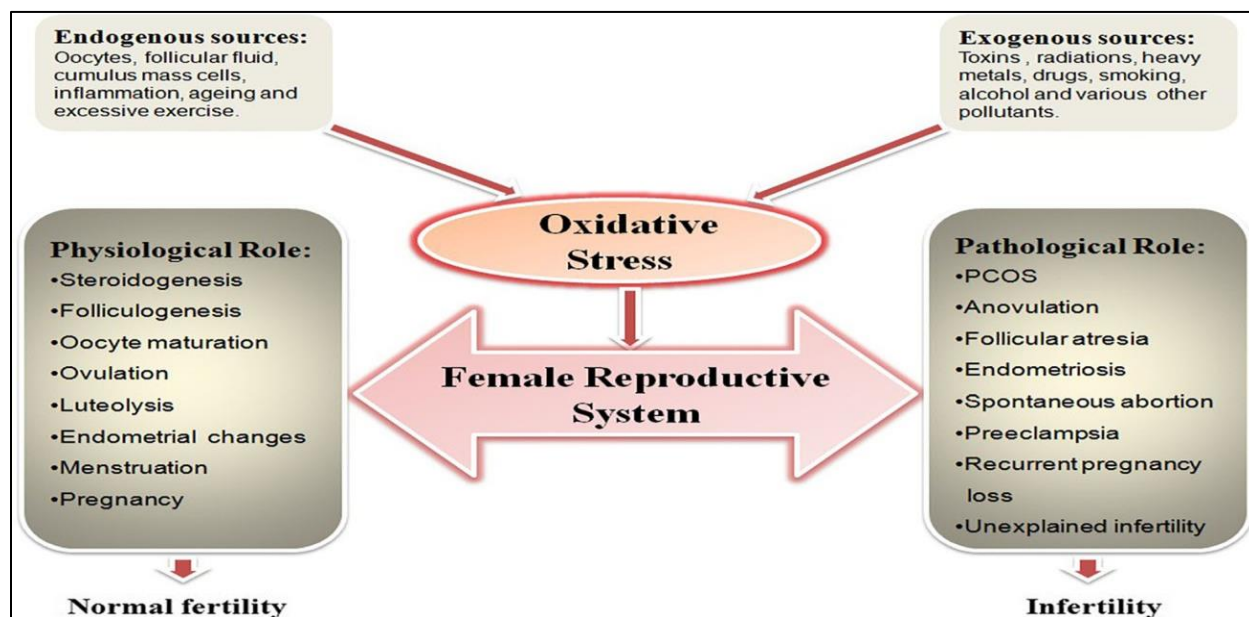 Endogenous sources:
Oocytes, follicular fluid,
cumulus mass cells,
inflammation, ageing and
excessive exercise.
Exogenous sources:
Toxins , radiations, heavy
metals, drugs, smoking,
alcohol and various other
pollutants.
Oxidative
Stress
Physiological Role:
•Steroidogenesis
•Folliculogenesis
•Oocyte maturation
•Ovulation
•Luteolysis
•Endometrial changes
•Menstruation
•Pregnancy
Female Reproductive
System
Pathological Role:
•PCOS
•Anovulation
•Follicular atresia
•Endometriosis
•Spontaneous abortion
•Preeclampsia
•Recurrent pregnancy
loss
•Unexplained infertility
Normal fertility
Infertility